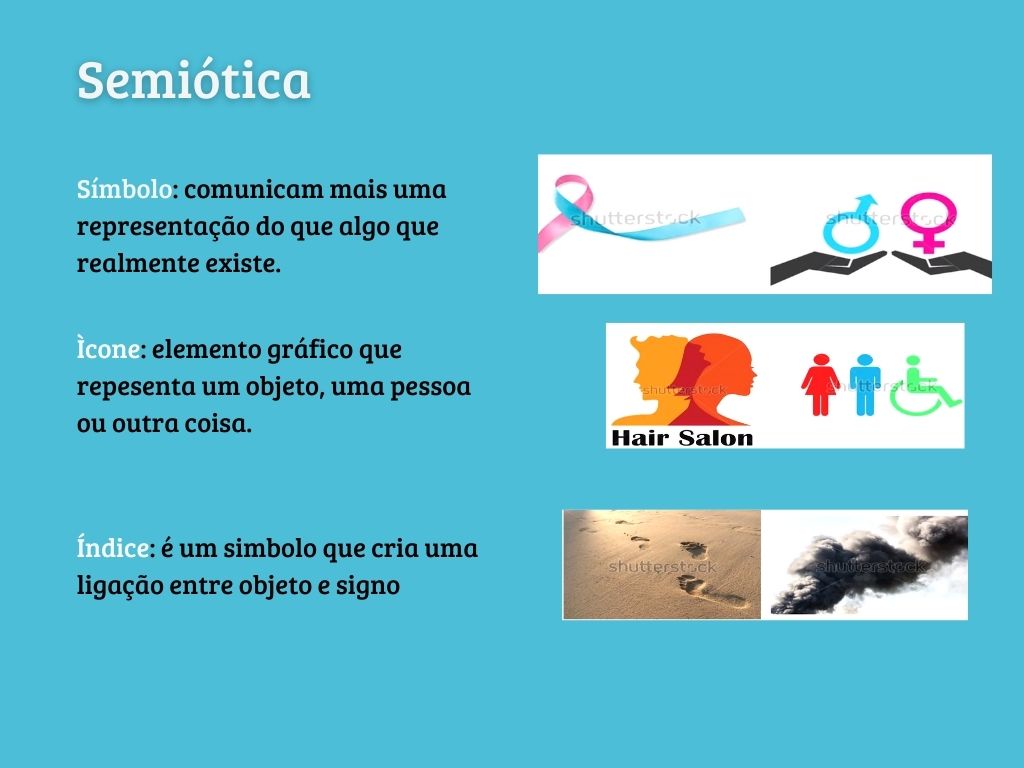 Semiótica
Símbolo: comunicam mais uma
representação do que algo que
realmente existe.
shutterstock
shutterstock
Ìcone: elemento gráfico que
repesenta um objeto, uma pessoa
ou outra coisa.
shutterstock
Hair Salon
shutterstock
Índice: é um simbolo que cria uma
ligação entre objeto e signo
shutterstock
shutterstock